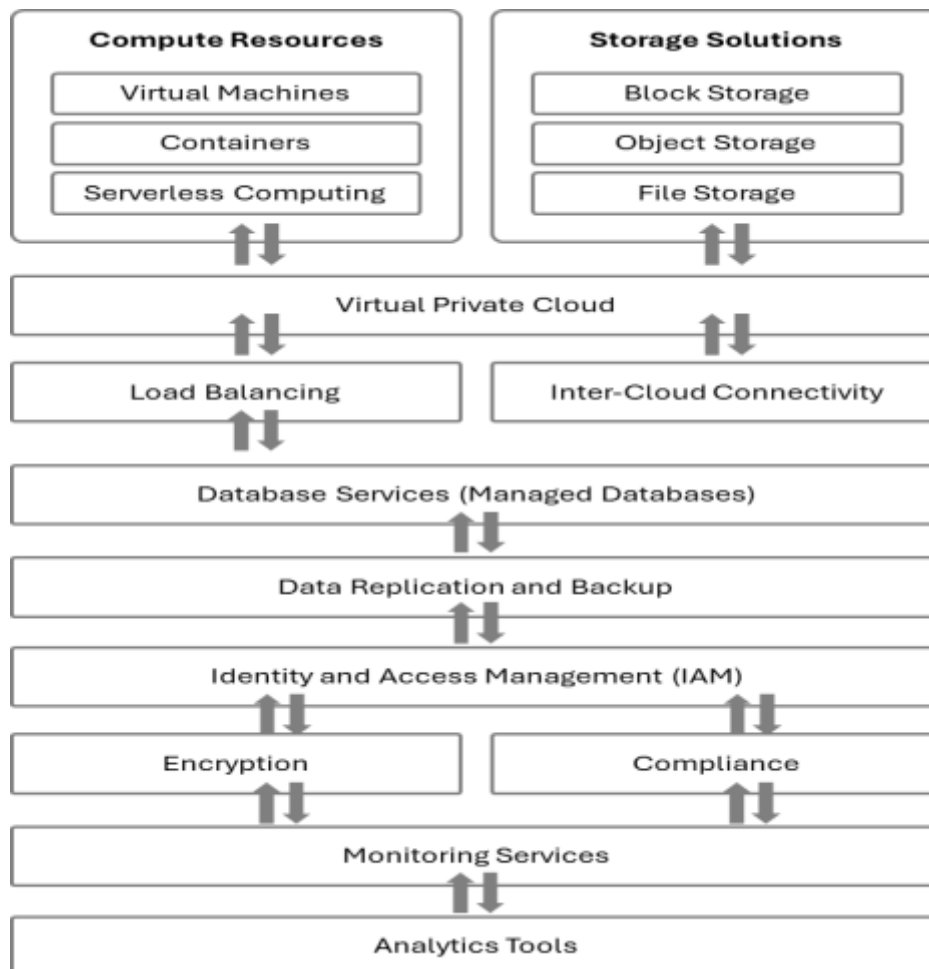 Compute Resources
Virtual Machines
Containers
Serverless Computing
Storage Solutions
Block Storage
Object Storage
File Storage
Virtual Private Cloud
Load Balancing
Inter-Cloud Connectivity
Database Services (Managed Databases)
Data Replication and Backup
Identity and Access Management (IAM)
Encryption
Compliance
Monitoring Services
Analytics Tools